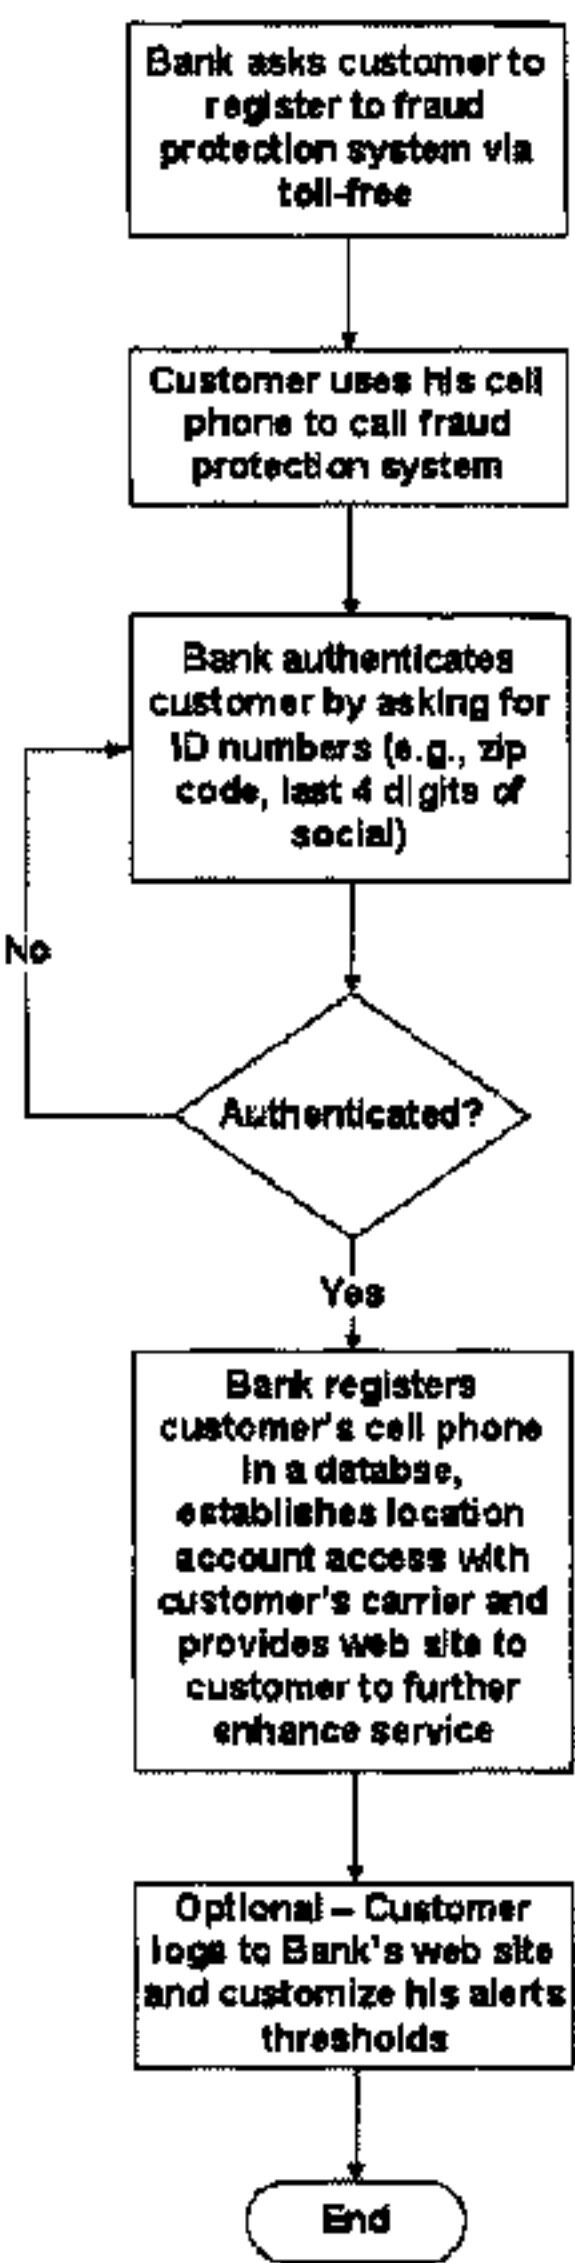 Bank asks customer to
register to fraud
protection system via
toll-free
Customer uses his cell
phone to call fraud
protection system
Bank authenticates
customer by asking for
ID numbers (e.g., zip
code, last 4 digits of
social)
No
Authenticated?
Yes
Bank registers
customer's cell phone
in a databse,
establishes location
account access with
customer's carrier and
provides web site to
customer to further
enhance service
Optional – Customer
logs to Bank's web site
and customize his alerts
thresholds
End